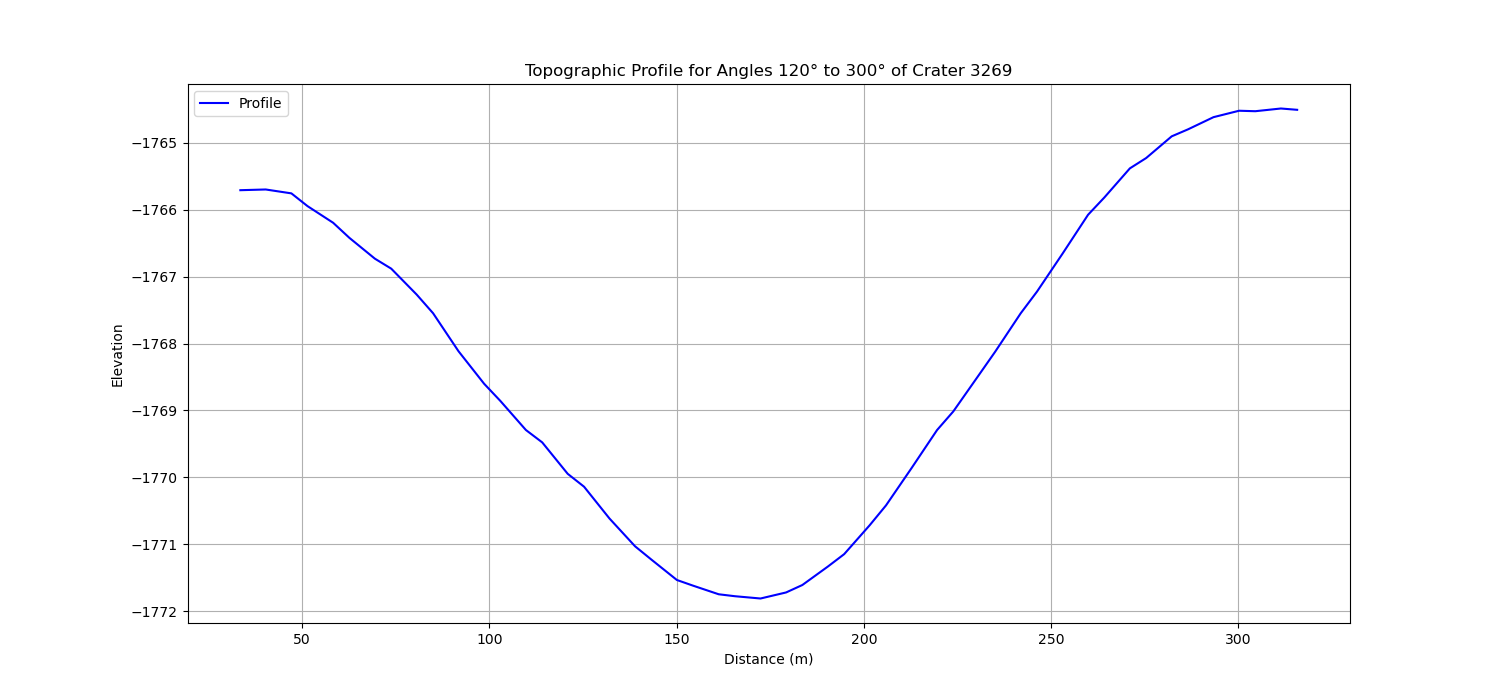 Topographic Profile for Angles 120° to 300° of Crater 3269
Profile
−1765
−1766
−1767
−1768
−1769
−1770
−1771
−1772
Elevation
50 100 150 200 250 300
Distance (m)